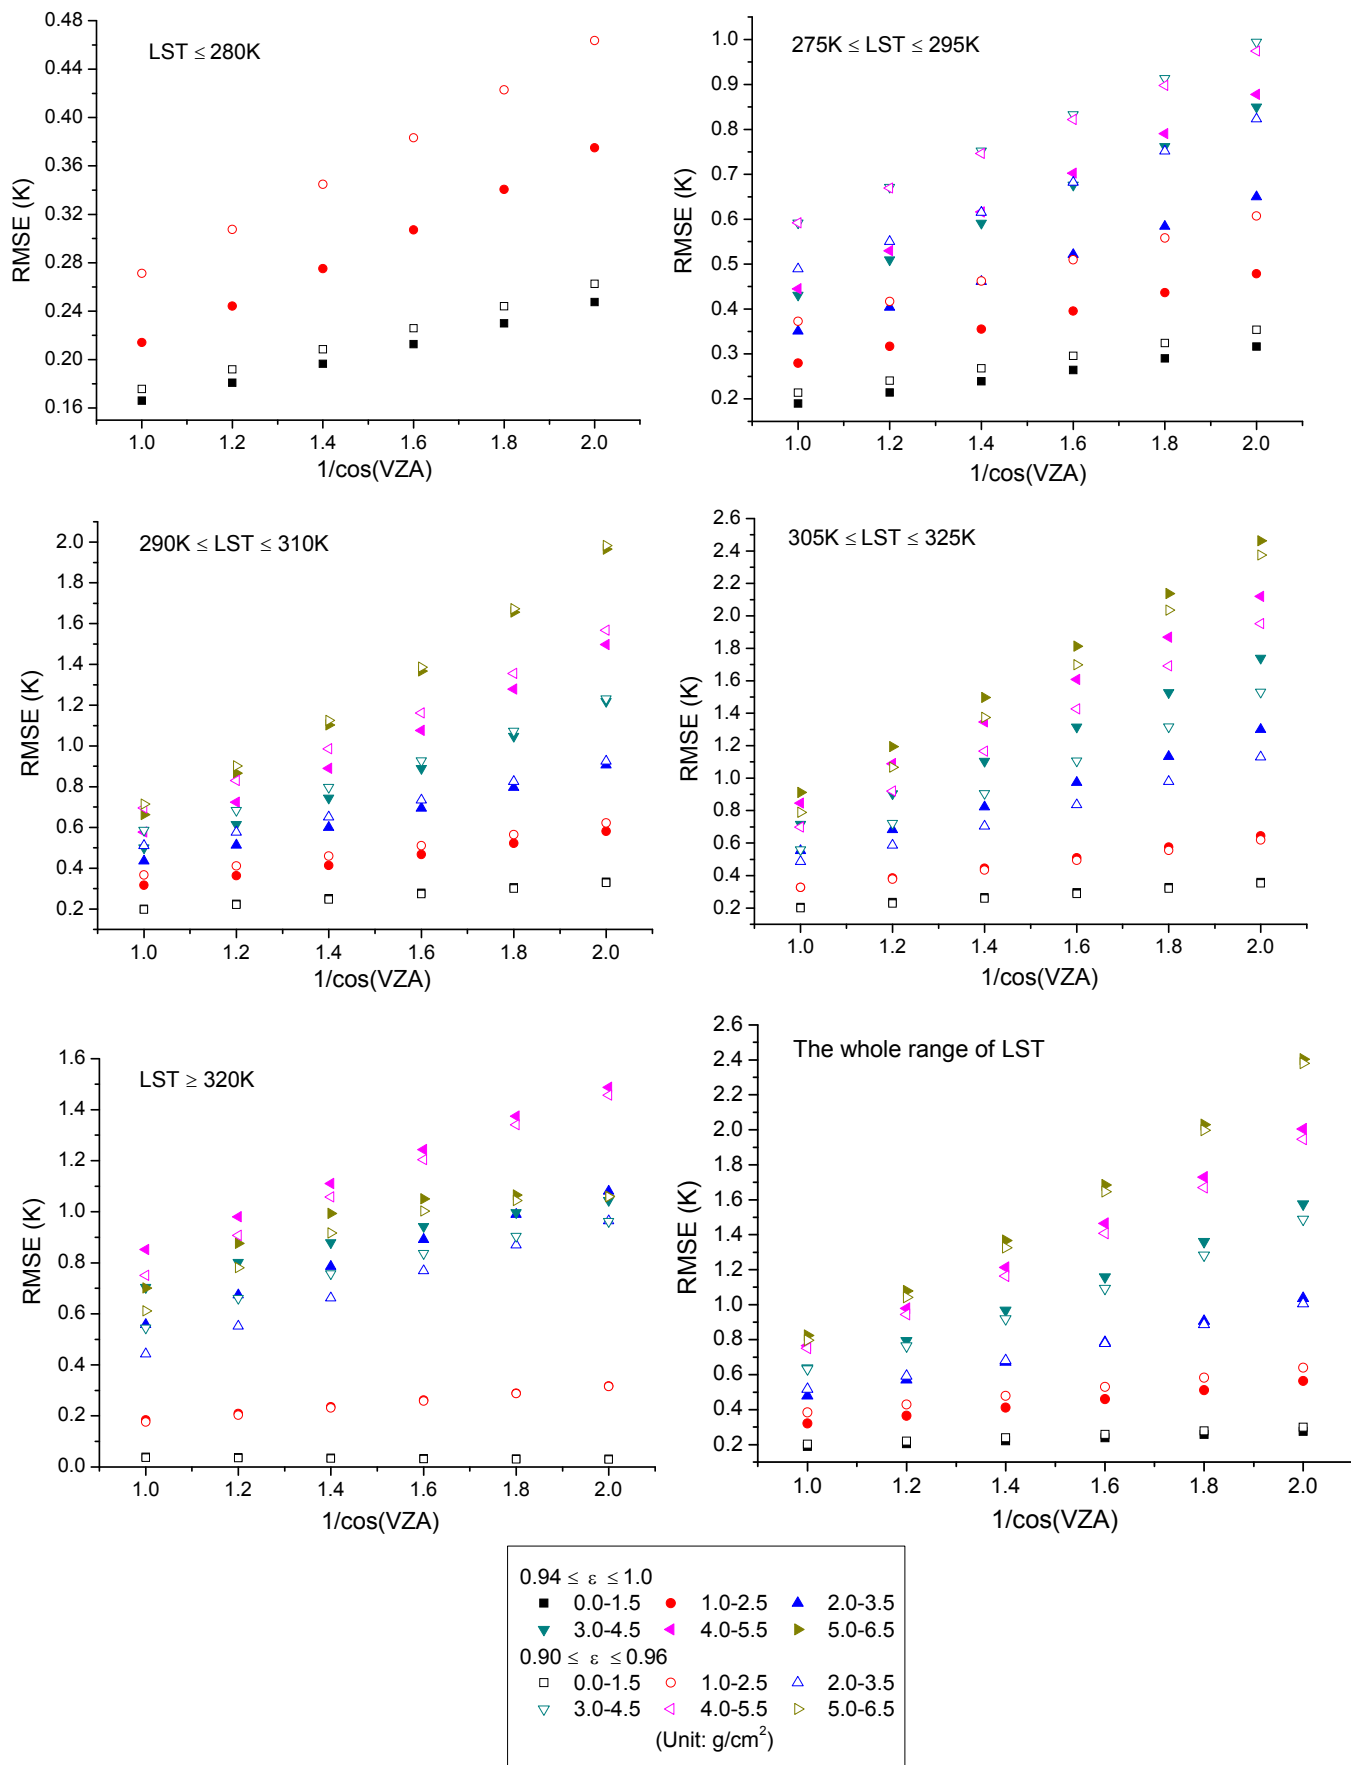 LST ≤ 280K
0.48
0.44
0.40
0.36
0.32
0.28
0.24
0.20
0.16
RMSE (K)
1.0 1.2 1.4 1.6 1.8 2.0
1/cos(VZA)
275K ≤ LST ≤ 295K
1.0
0.9
0.8
0.7
0.6
0.5
0.4
0.3
0.2
RMSE (K)
1.0 1.2 1.4 1.6 1.8 2.0
1/cos(VZA)
290K ≤ LST ≤ 310K
2.0
1.8
1.6
1.4
1.2
1.0
0.8
0.6
0.4
0.2
RMSE (K)
1.0 1.2 1.4 1.6 1.8 2.0
1/cos(VZA)
305K ≤ LST ≤ 325K
2.6
2.4
2.2
2.0
1.8
1.6
1.4
1.2
1.0
0.8
0.6
0.4
0.2
RMSE (K)
1.0 1.2 1.4 1.6 1.8 2.0
1/cos(VZA)
LST ≥ 320K
1.6
1.4
1.2
1.0
0.8
0.6
0.4
0.2
0.0
RMSE (K)
1.0 1.2 1.4 1.6 1.8 2.0
1/cos(VZA)
The whole range of LST
2.6
2.4
2.2
2.0
1.8
1.6
1.4
1.2
1.0
0.8
0.6
0.4
0.2
RMSE (K)
1.0 1.2 1.4 1.6 1.8 2.0
1/cos(VZA)
0.94 ≤ ε ≤ 1.0
0.0-1.5 1.0-2.5 2.0-3.5
3.0-4.5 4.0-5.5 5.0-6.5
0.90 ≤ ε ≤ 0.96
0.0-1.5 1.0-2.5 2.0-3.5
3.0-4.5 4.0-5.5 5.0-6.5
(Unit: g/cm²)